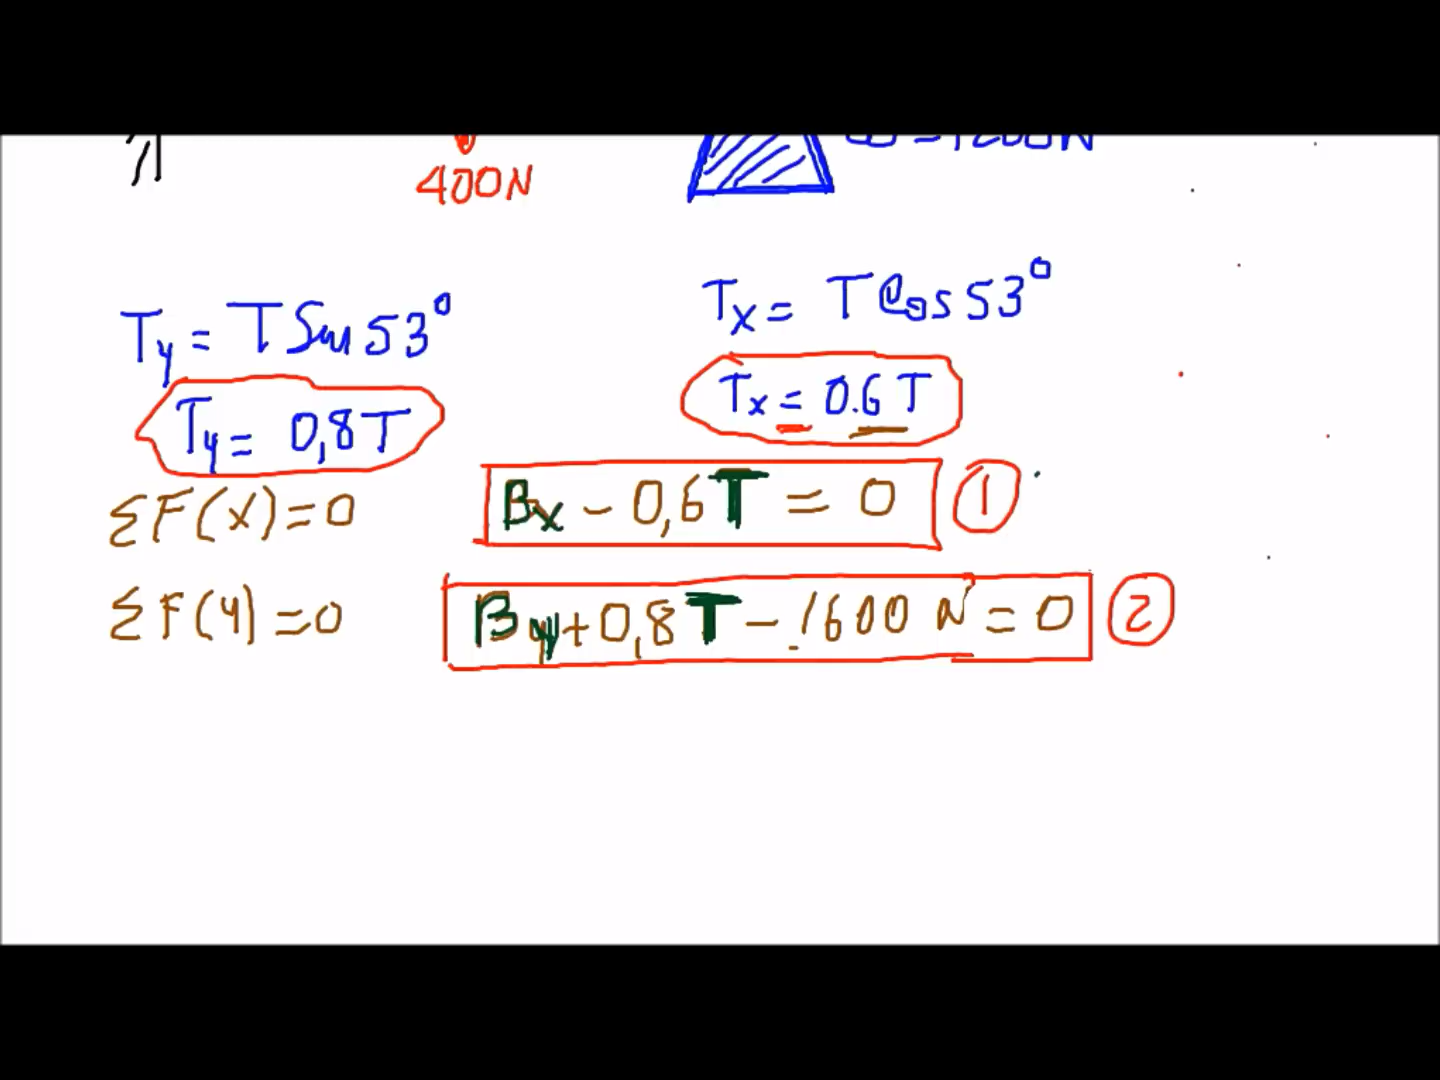 400N
Ty = T Sen 53°
Tx = T Cos 53°
Ty = 0,8T
Tx = 0.6 T
ΣF(x)=0
Bx - 0,6T = 0 1
ΣF(y)=0
By+0,8T - 1600 N = 0 2